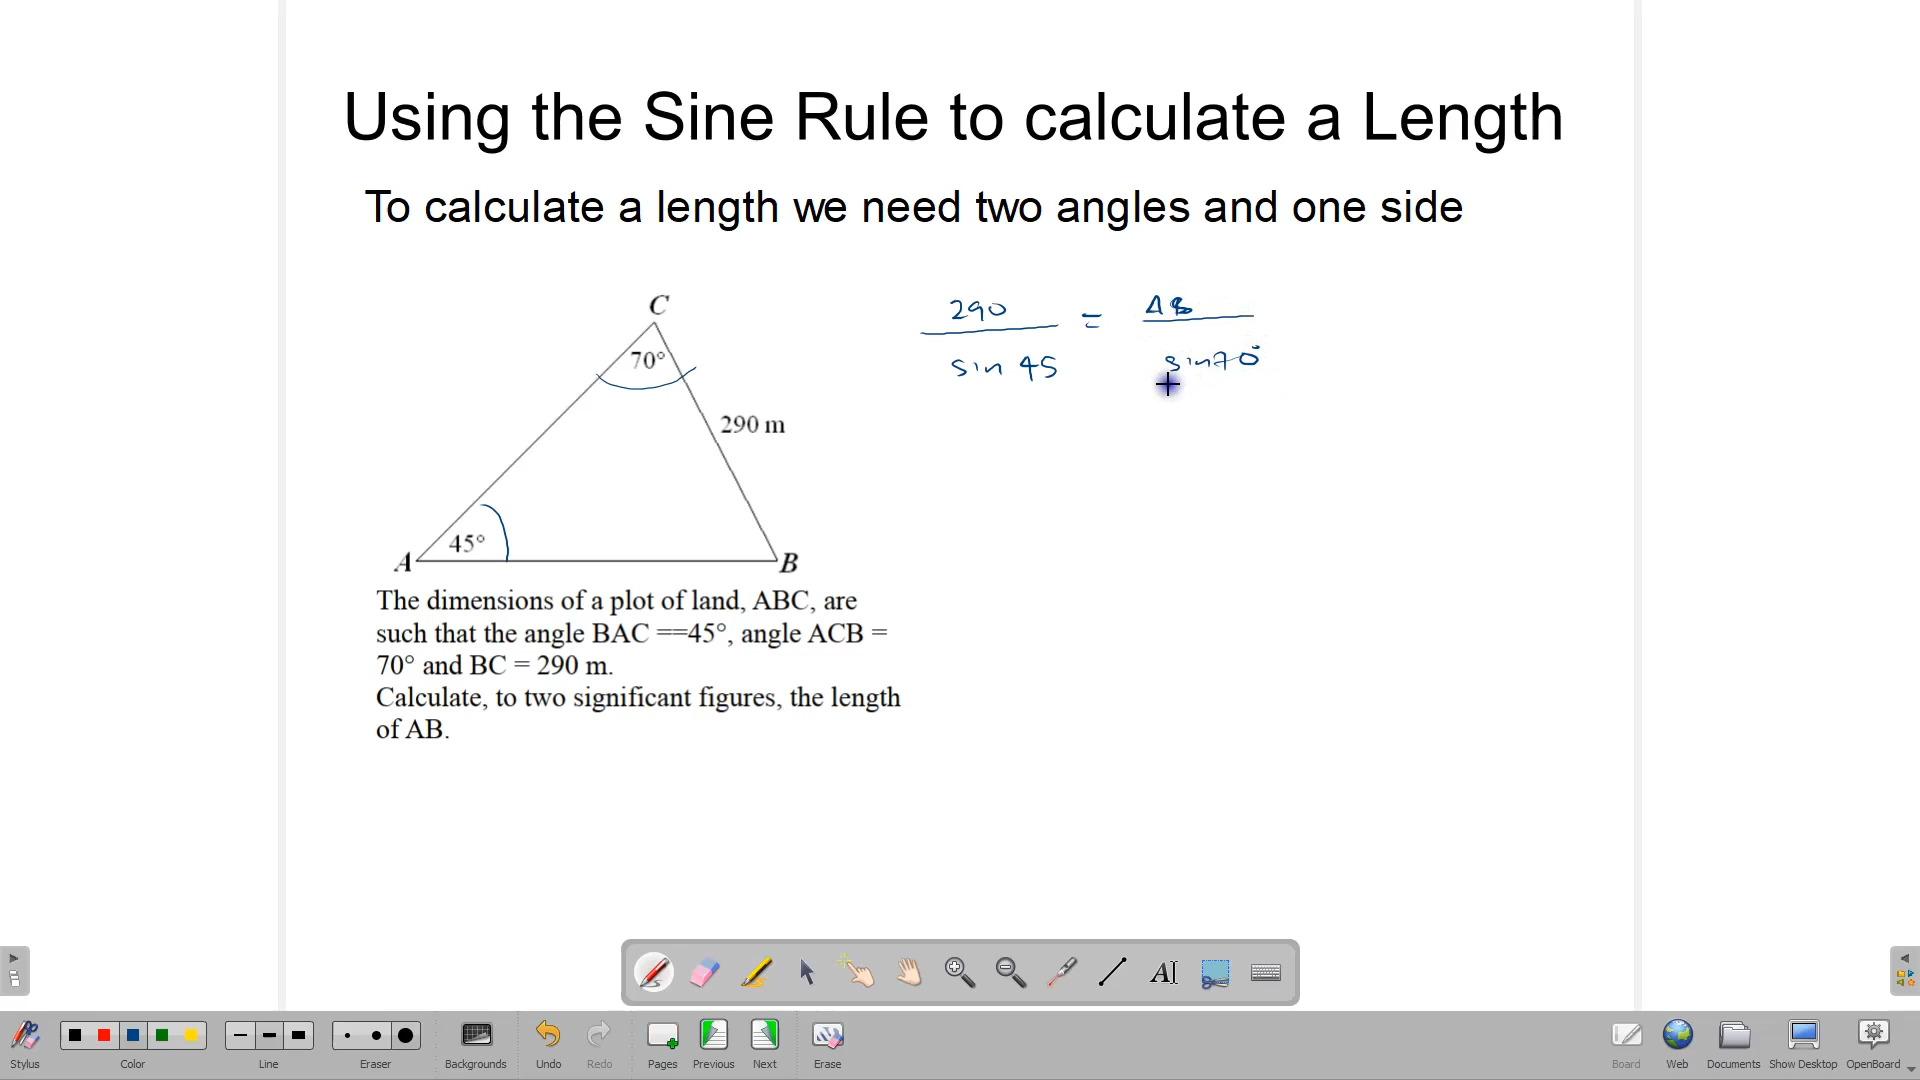 Using the Sine Rule to calculate a Length
To calculate a length we need two angles and one side
C
70°
290 m
45°
A
B
290
sin 45
=
AB
sin70°
The dimensions of a plot of land, ABC, are
such that the angle BAC ==45°, angle ACB =
70° and BC = 290 m.
Calculate, to two significant figures, the length
of AB.
AI
Stylus
Color
Line
Eraser
Backgrounds
Undo
Redo
Pages
Previous
Next
Erase
Board
Web
Documents
Show Desktop
OpenBoard